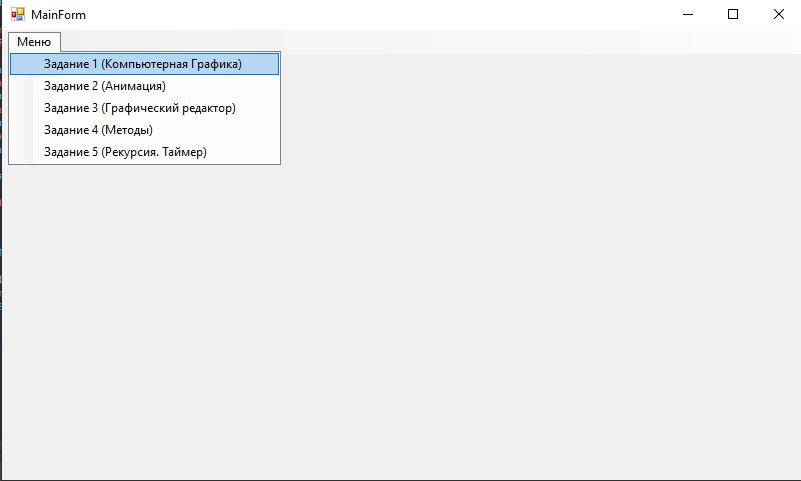 MainForm
Меню
Задание 1 (Компьютерная Графика)
Задание 2 (Анимация)
Задание 3 (Графический редактор)
Задание 4 (Методы)
Задание 5 (Рекурсия. Таймер)